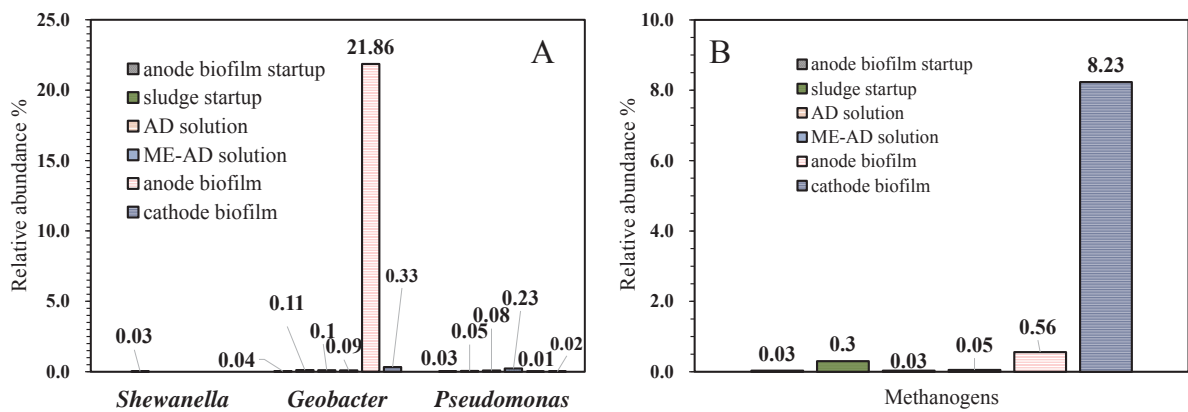 A
Relative abundance %
25.0
20.0
15.0
10.0
5.0
0.0
anode biofilm startup
sludge startup
AD solution
ME-AD solution
anode biofilm
cathode biofilm
0.03
0.04
0.11
0.1
0.09
21.86
0.33
0.03
0.05
0.08
0.23
0.01
0.02
Shewanella Geobacter Pseudomonas
B
Relative abundance %
10.0
8.0
6.0
4.0
2.0
0.0
anode biofilm startup
sludge startup
AD solution
ME-AD solution
anode biofilm
cathode biofilm
0.03
0.3
0.03
0.05
0.56
8.23
Methanogens